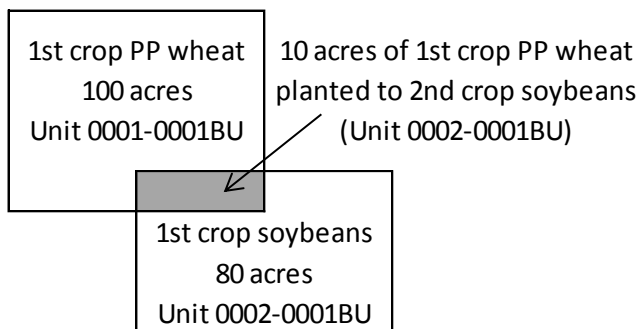 1st crop PP wheat
100 acres
Unit 0001-0001BU
10 acres of 1st crop PP wheat
planted to 2nd crop soybeans
(Unit 0002-0001BU)
1st crop soybeans
80 acres
Unit 0002-0001BU